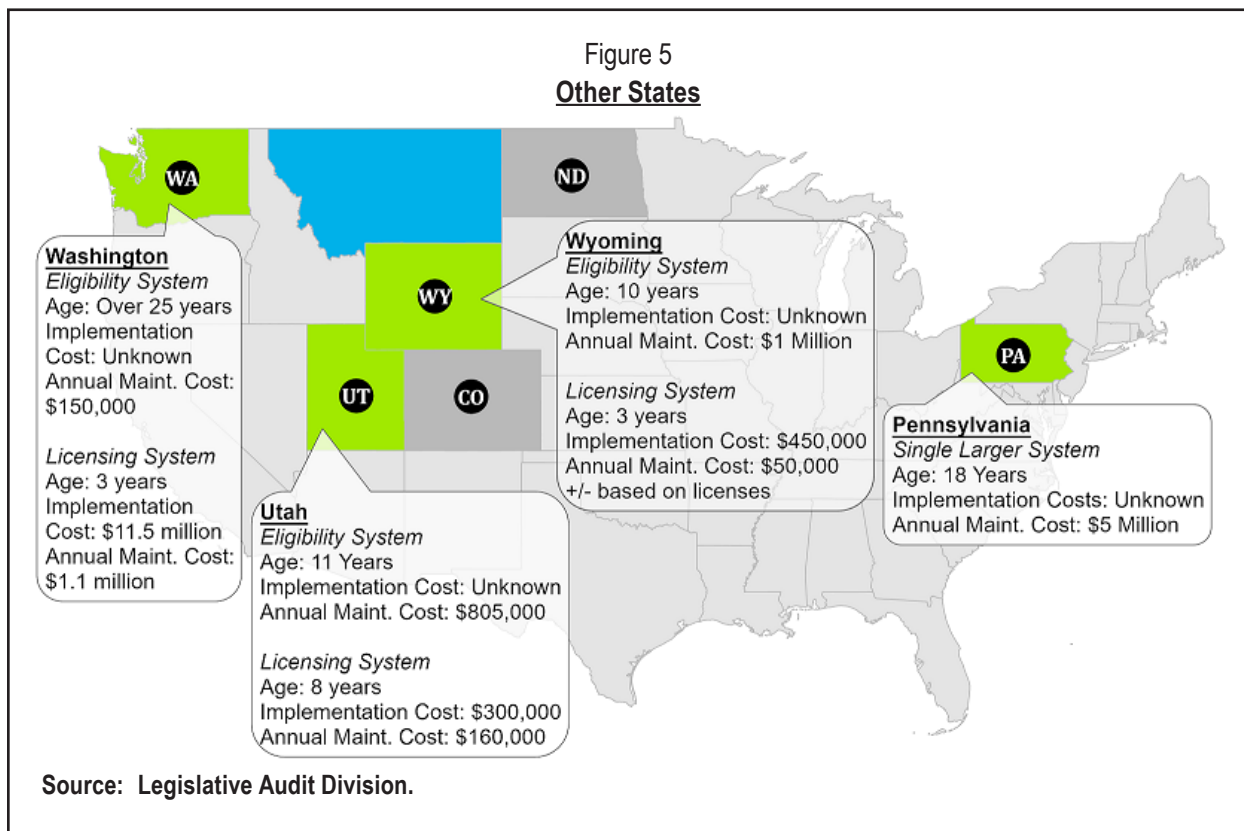 Figure 5
Other States
WA
ND
WY
UT
CO
PA
Washington
Eligibility System
Age: Over 25 years
Implementation
Cost: Unknown
Annual Maint. Cost:
$150,000
Licensing System
Age: 3 years
Implementation
Cost: $11.5 million
Annual Maint. Cost:
$1.1 million
Wyoming
Eligibility System
Age: 10 years
Implementation Cost: Unknown
Annual Maint. Cost: $1 Million
Licensing System
Age: 3 years
Implementation Cost: $450,000
Annual Maint. Cost: $50,000
+/- based on licenses
Pennsylvania
Single Larger System
Age: 18 Years
Implementation Costs: Unknown
Annual Maint. Cost: $5 Million
Utah
Eligibility System
Age: 11 Years
Implementation Cost: Unknown
Annual Maint. Cost: $805,000
Licensing System
Age: 8 years
Implementation Cost: $300,000
Annual Maint. Cost: $160,000
Source: Legislative Audit Division.